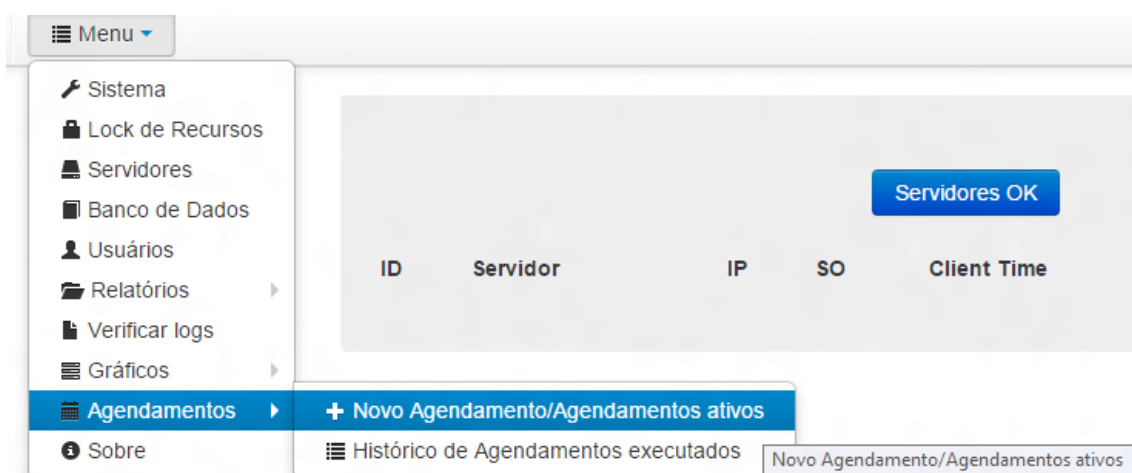 Menu
Sistema
Lock de Recursos
Servidores
Banco de Dados
Usuários
Relatórios
Verificar logs
Gráficos
Agendamentos
Sobre
Novo Agendamento/Agendamentos ativos
Histórico de Agendamentos executados
Novo Agendamento/Agendamentos ativos
Servidores OK
ID Servidor IP SO Client Time